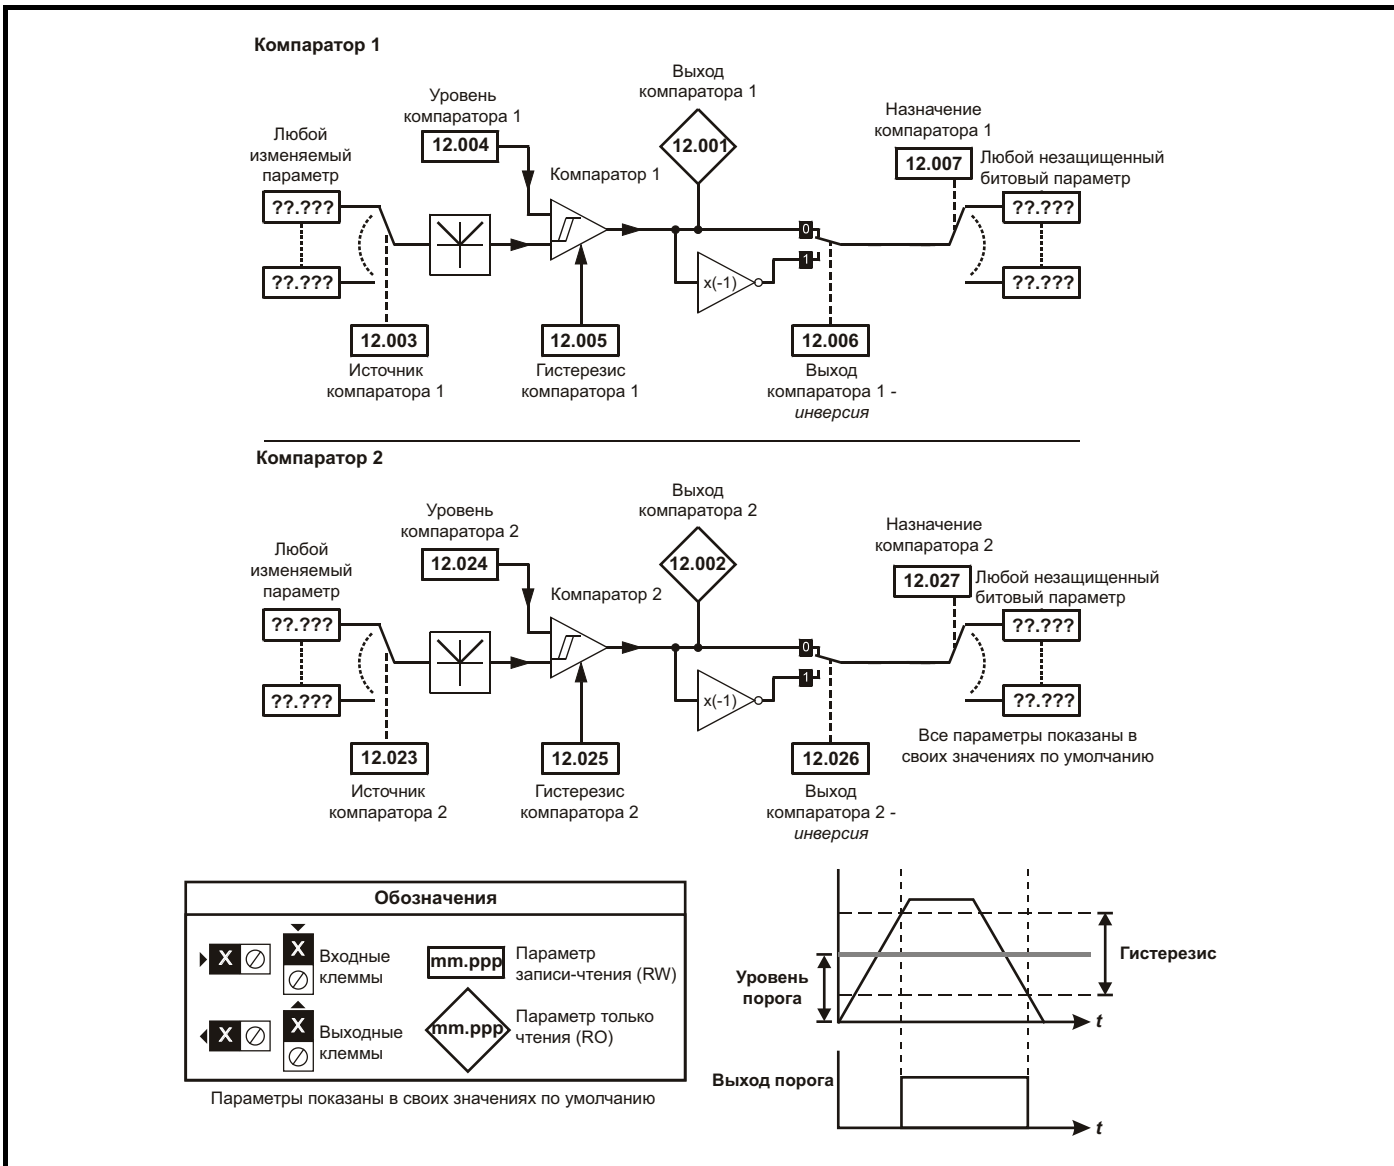 Компаратор 1
Выход
компаратора 1
Уровень
компаратора 1
Назначение
компаратора 1
Любой
изменяемый
параметр
12.004
12.001
Компаратор 1
12.007
Любой незащищенный
битовый параметр
??.???
??.???
0
1
x(-1)
??.???
??.???
12.003
12.005
12.006
Источник
компаратора 1
Гистерезис
компаратора 1
Выход
компаратора 1 -
инверсия
Компаратор 2
Выход
компаратора 2
Уровень
компаратора 2
Назначение
компаратора 2
Любой
изменяемый
параметр
12.024
12.002
Компаратор 2
12.027
Любой незащищенный
битовый параметр
??.???
??.???
0
1
x(-1)
??.???
??.???
Все параметры показаны в
своих значениях по умолчанию
12.023
12.025
12.026
Источник
компаратора 2
Гистерезис
компаратора 2
Выход
компаратора 2 -
инверсия
Обозначения
X
X
Входные
клеммы
mm.ppp
Параметр
записи-чтения (RW)
X
X
Выходные
клеммы
mm.ppp
Параметр только
чтения (RO)
Параметры показаны в своих значениях по умолчанию
Гистерезис
Уровень
порога
t
Выход порога
t